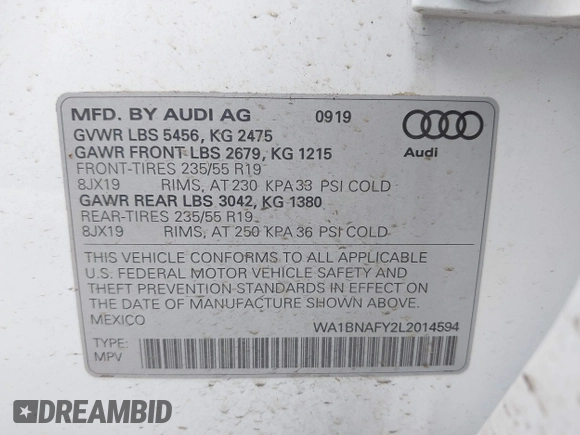 MFD. BY AUDI AG 0919
GVWR LBS 5456, KG 2475
GAWR FRONT LBS 2679, KG 1215
FRONT-TIRES 235/55 R19
8JX19 RIMS, AT 230 KPA 33 PSI COLD
GAWR REAR LBS 3042, KG 1380
REAR-TIRES 235/55 R19
8JX19 RIMS, AT 250 KPA 36 PSI COLD
Audi
THIS VEHICLE CONFORMS TO ALL APPLICABLE
U.S. FEDERAL MOTOR VEHICLE SAFETY AND
THEFT PREVENTION STANDARDS IN EFFECT ON
THE DATE OF MANUFACTURE SHOWN ABOVE.
MEXICO WA1BNAFY2L2014594
TYPE:
MPV
DREAMBID